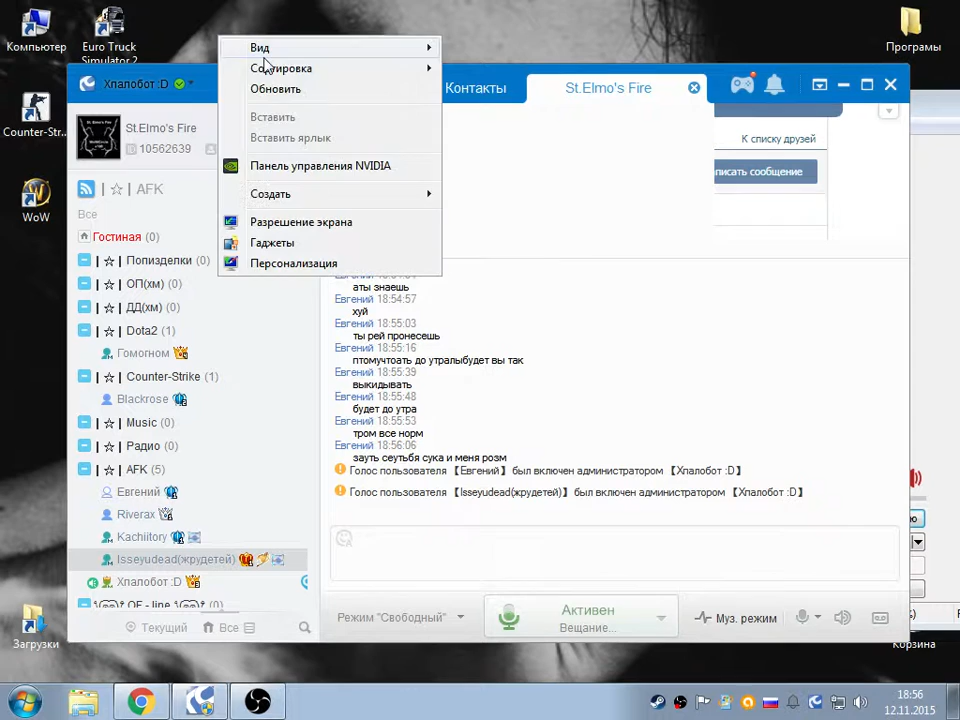 Компьютер
Euro Truck
Simulator 2
Counter-Str...
WoW
Загрузки
Програмы
Корзина
Вид
Сортировка
Обновить
Вставить
Вставить ярлык
Панель управления NVIDIA
Создать
Разрешение экрана
Гаджеты
Персонализация
Хпалобот :D
Контакты
St.Elmo's Fire
St.Elmo's Fire
10562639
| ☆ | AFK
Все
Гостиная (0)
| ☆ | Попизделки (0)
| ☆ | ОП(хм) (0)
| ☆ | ДД(хм) (0)
| ☆ | Dota2 (1)
Гомогном
| ☆ | Counter-Strike (1)
Blackrose
| ☆ | Music (0)
| ☆ | Радио (0)
| ☆ | AFK (5)
Евгений
Riverax
Kachiitory
Isseyudead(жрудетей)
Хпалобот :D
Текущий
Все
К списку друзей
писать сообщение
аты знаешь
Евгений 18:54:57
хуй
Евгений 18:55:03
ты рей пронесешь
Евгений 18:55:16
птомучтоать до утралыбудет вы так
Евгений 18:55:39
выкидывать
Евгений 18:55:48
будет до утра
Евгений 18:55:53
тром все норм
Евгений 18:56:06
зауть сеутьбя сука и меня розм
Голос пользователя 【Евгений】 был включен администратором 【Хпалобот :D】
Голос пользователя 【Isseyudead(жрудетей)】 был включен администратором 【Хпалобот :D】
Режим "Свободный"
Активен
Вещание...
Муз. режим
18:56
12.11.2015